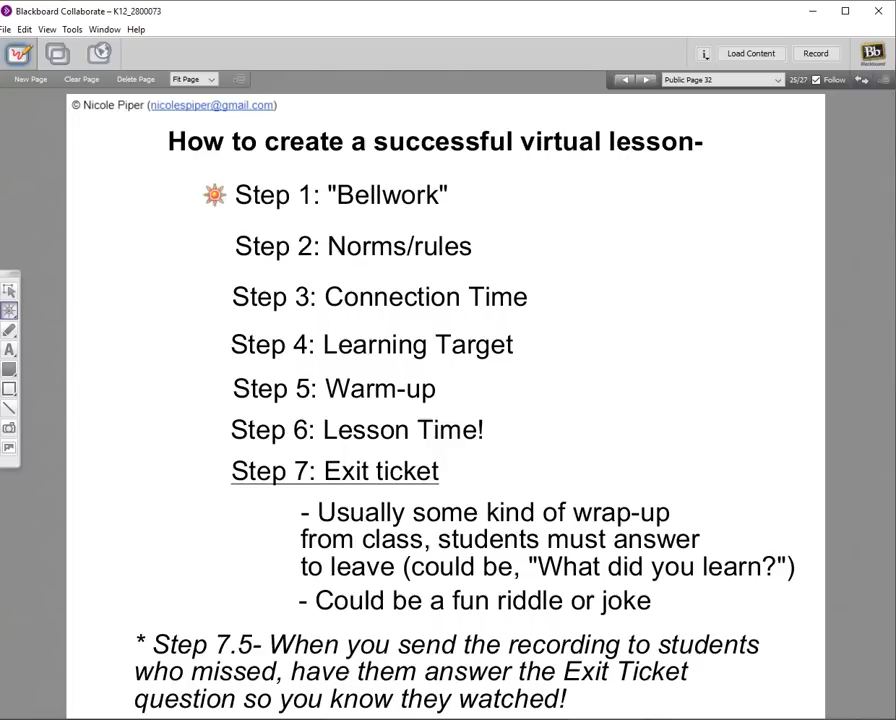 Blackboard Collaborate – K12_2800073
File Edit View Tools Window Help
Load Content Record Bb Blackboard
New Page Clear Page Delete Page Fit Page Public Page 32 25/27 Follow
© Nicole Piper (nicolespiper@gmail.com)
How to create a successful virtual lesson-
Step 1: "Bellwork"
Step 2: Norms/rules
Step 3: Connection Time
Step 4: Learning Target
Step 5: Warm-up
Step 6: Lesson Time!
Step 7: Exit ticket
- Usually some kind of wrap-up
from class, students must answer
to leave (could be, "What did you learn?")
- Could be a fun riddle or joke
* Step 7.5- When you send the recording to students
who missed, have them answer the Exit Ticket
question so you know they watched!